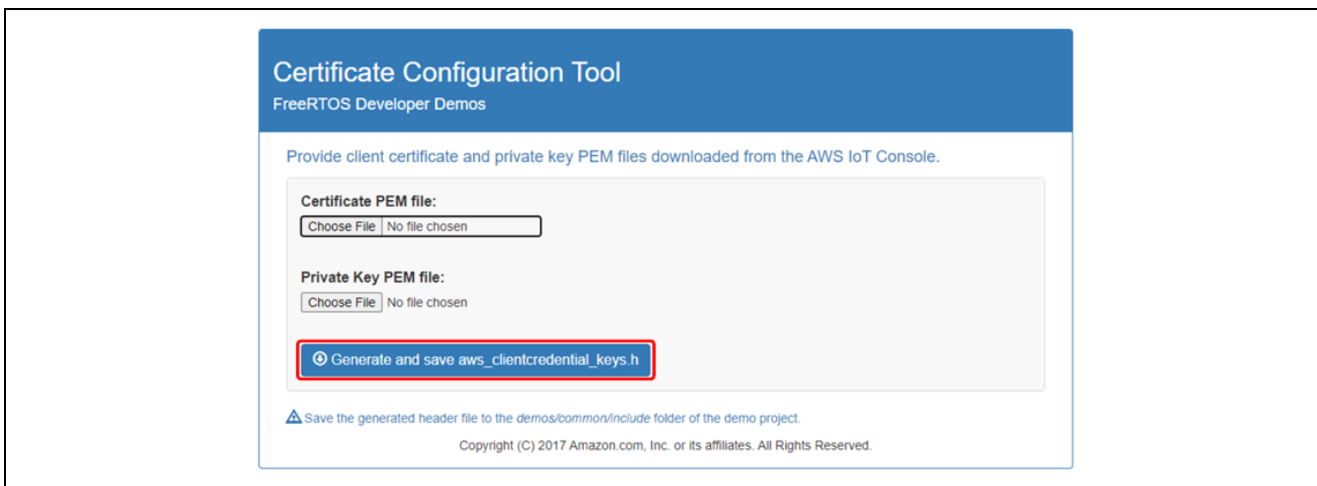 Certificate Configuration Tool
FreeRTOS Developer Demos
Provide client certificate and private key PEM files downloaded from the AWS IoT Console.
Certificate PEM file:
Choose File No file chosen
Private Key PEM file:
Choose File No file chosen
Generate and save aws_clientcredential_keys.h
Save the generated header file to the demos/common/include folder of the demo project.
Copyright (C) 2017 Amazon.com, Inc. or its affiliates. All Rights Reserved.